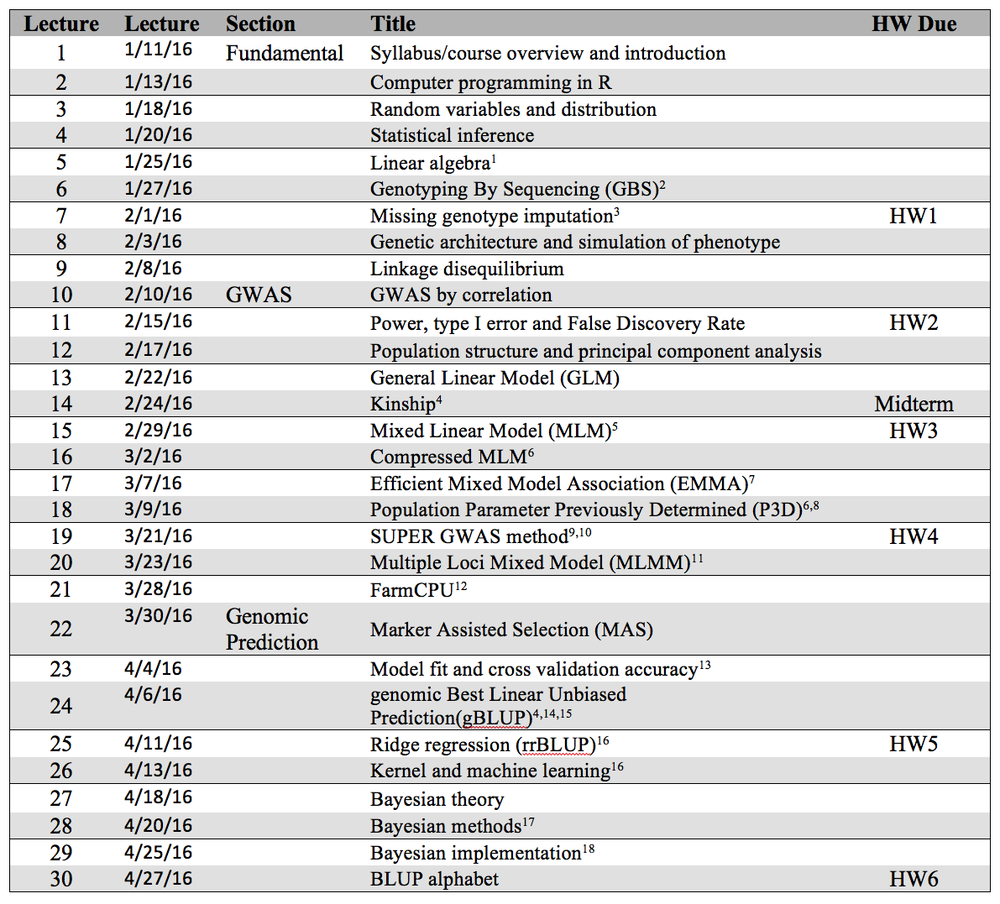 Lecture Lecture Section Title HW Due
1 1/11/16 Fundamental Syllabus/course overview and introduction
2 1/13/16 Computer programming in R
3 1/18/16 Random variables and distribution
4 1/20/16 Statistical inference
5 1/25/16 Linear algebra¹
6 1/27/16 Genotyping By Sequencing (GBS)²
7 2/1/16 Missing genotype imputation³ HW1
8 2/3/16 Genetic architecture and simulation of phenotype
9 2/8/16 Linkage disequilibrium
10 2/10/16 GWAS GWAS by correlation
11 2/15/16 Power, type I error and False Discovery Rate HW2
12 2/17/16 Population structure and principal component analysis
13 2/22/16 General Linear Model (GLM)
14 2/24/16 Kinship⁴ Midterm
15 2/29/16 Mixed Linear Model (MLM)⁵ HW3
16 3/2/16 Compressed MLM⁶
17 3/7/16 Efficient Mixed Model Association (EMMA)⁷
18 3/9/16 Population Parameter Previously Determined (P3D)⁶,⁸
19 3/21/16 SUPER GWAS method⁹,¹⁰ HW4
20 3/23/16 Multiple Loci Mixed Model (MLMM)¹¹
21 3/28/16 FarmCPU¹²
22 3/30/16 Genomic
Prediction Marker Assisted Selection (MAS)
23 4/4/16 Model fit and cross validation accuracy¹³
24 4/6/16 genomic Best Linear Unbiased
Prediction(gBLUP)⁴,¹⁴,¹⁵
25 4/11/16 Ridge regression (rrBLUP)¹⁶ HW5
26 4/13/16 Kernel and machine learning¹⁶
27 4/18/16 Bayesian theory
28 4/20/16 Bayesian methods¹⁷
29 4/25/16 Bayesian implementation¹⁸
30 4/27/16 BLUP alphabet HW6